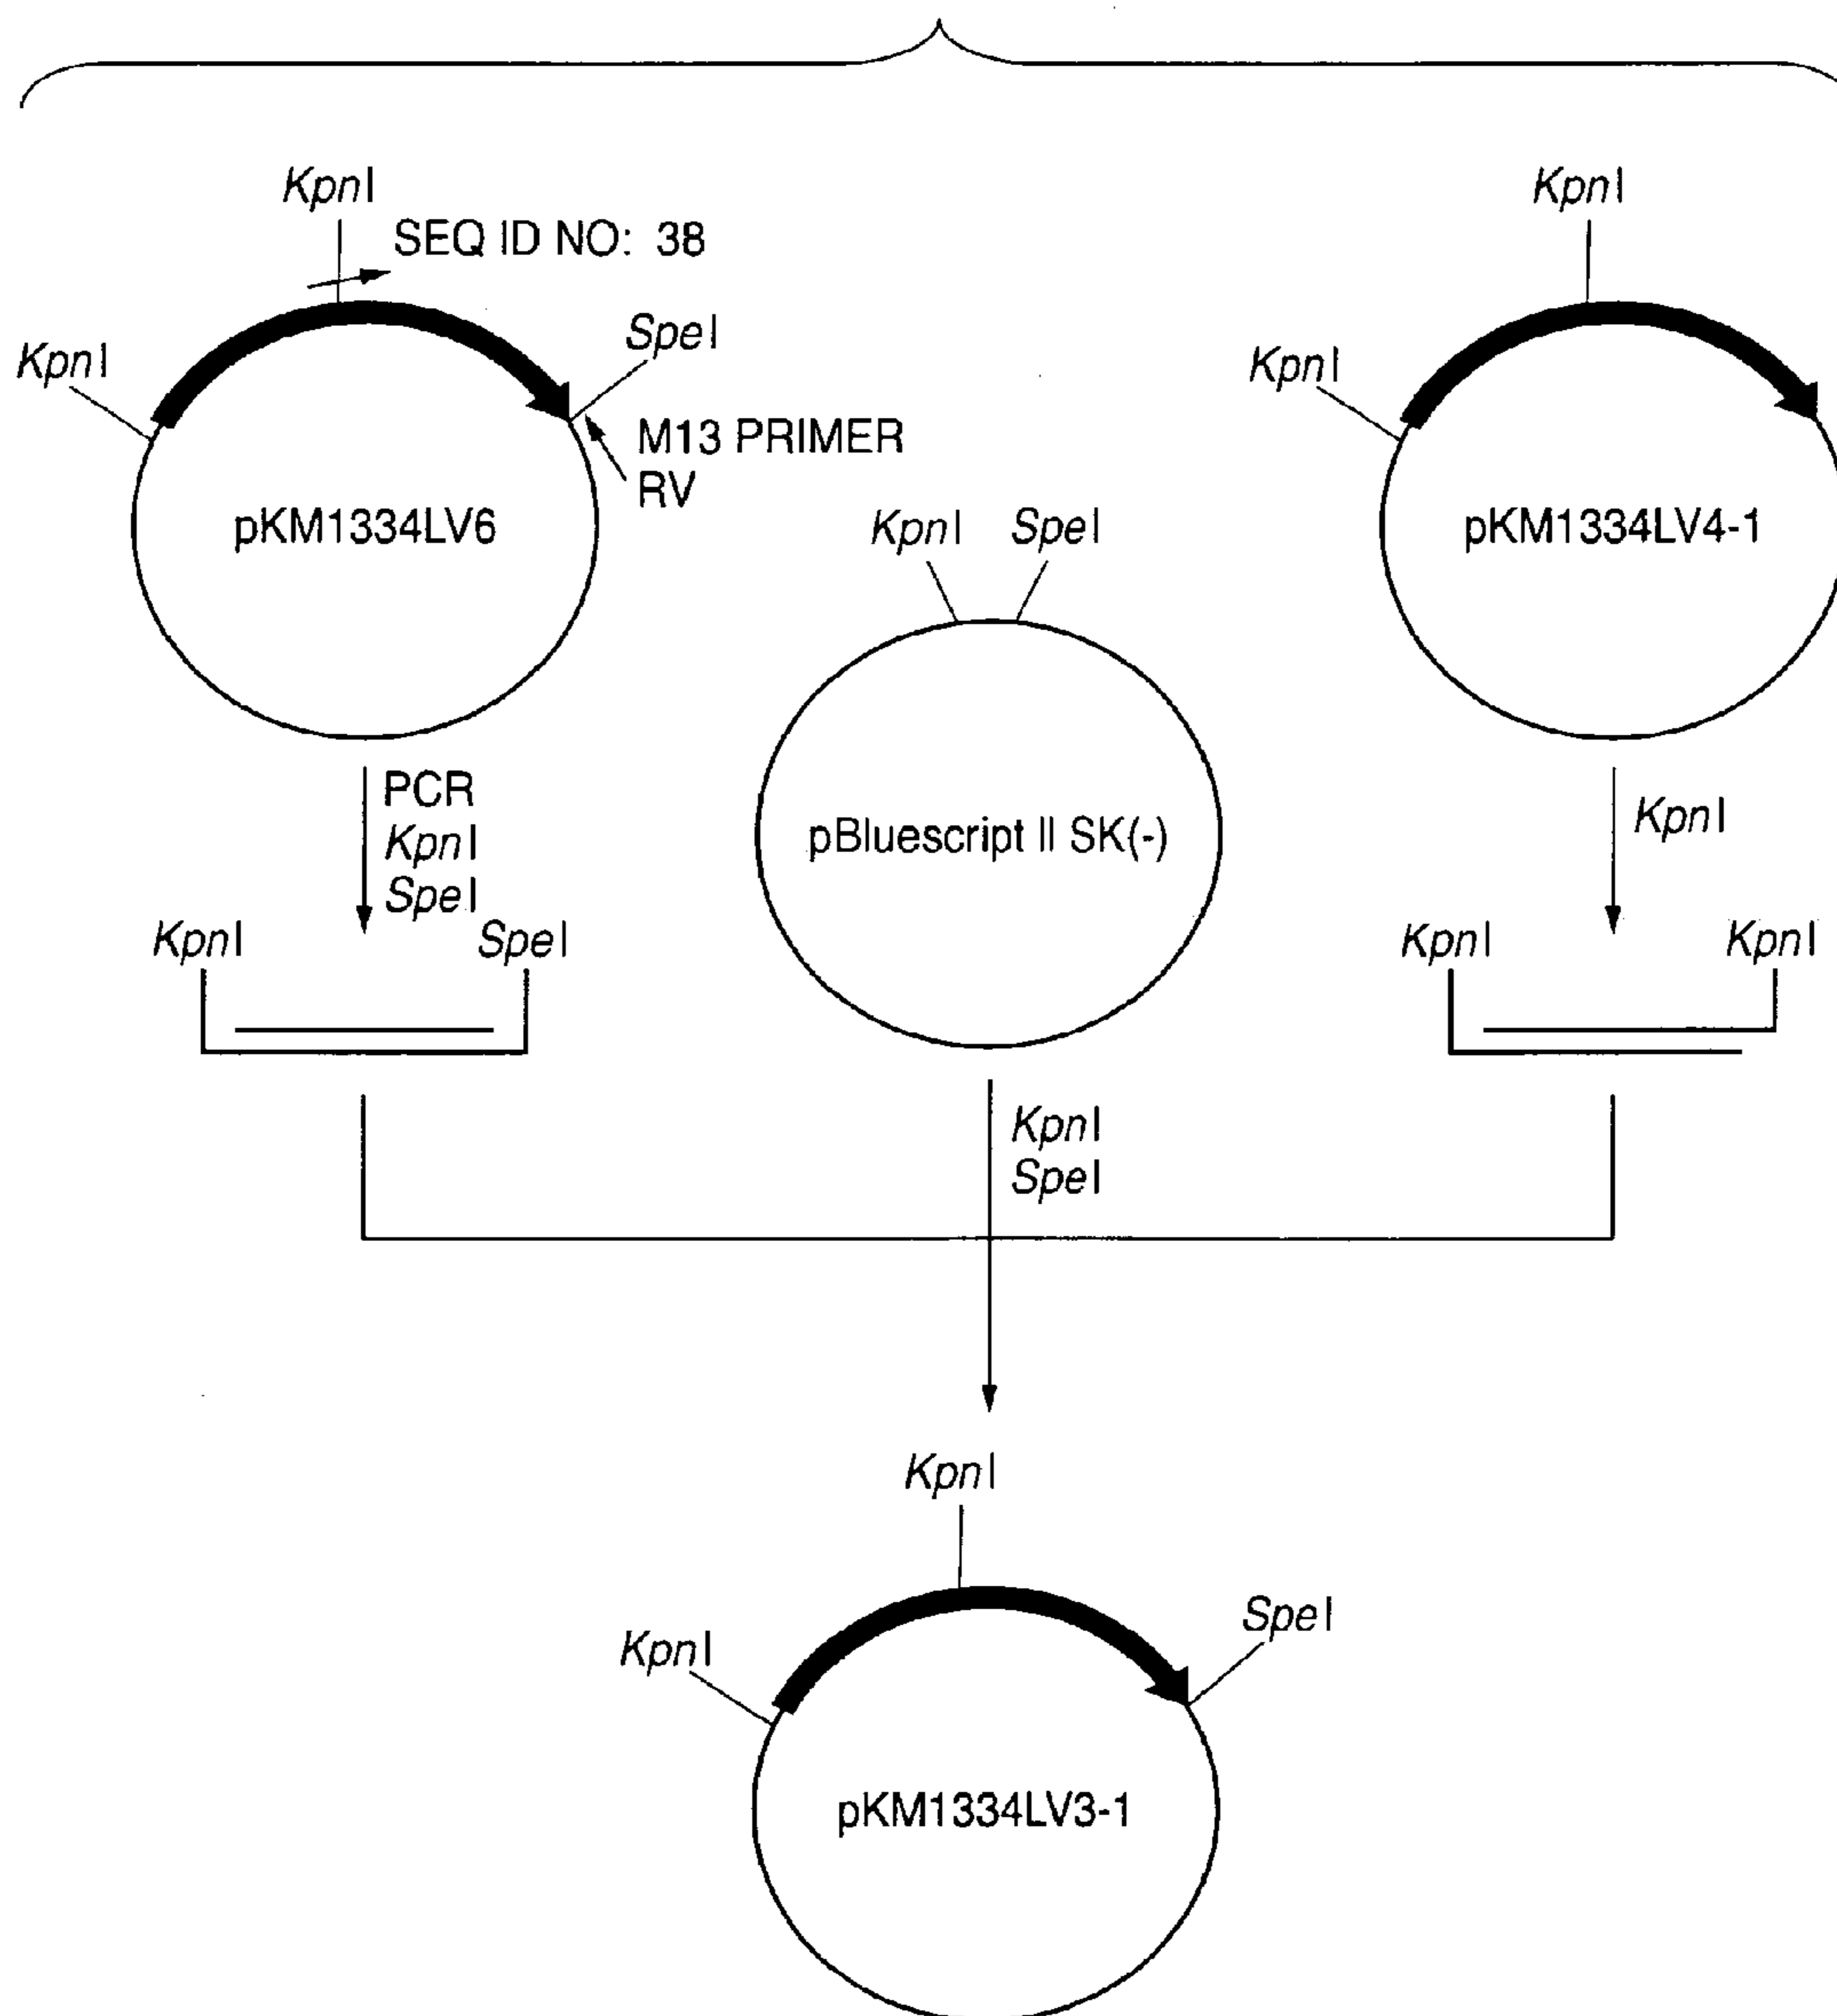 KpnI
SEQ ID NO: 38
KpnI
SpeI
M13 PRIMER
RV
pKM1334LV6
KpnI
KpnI
pKM1334LV4-1
KpnI SpeI
pBluescript II SK(-)
PCR
KpnI
SpeI
KpnI
KpnI SpeI
KpnI KpnI
KpnI
SpeI
KpnI
KpnI
SpeI
pKM1334LV3-1